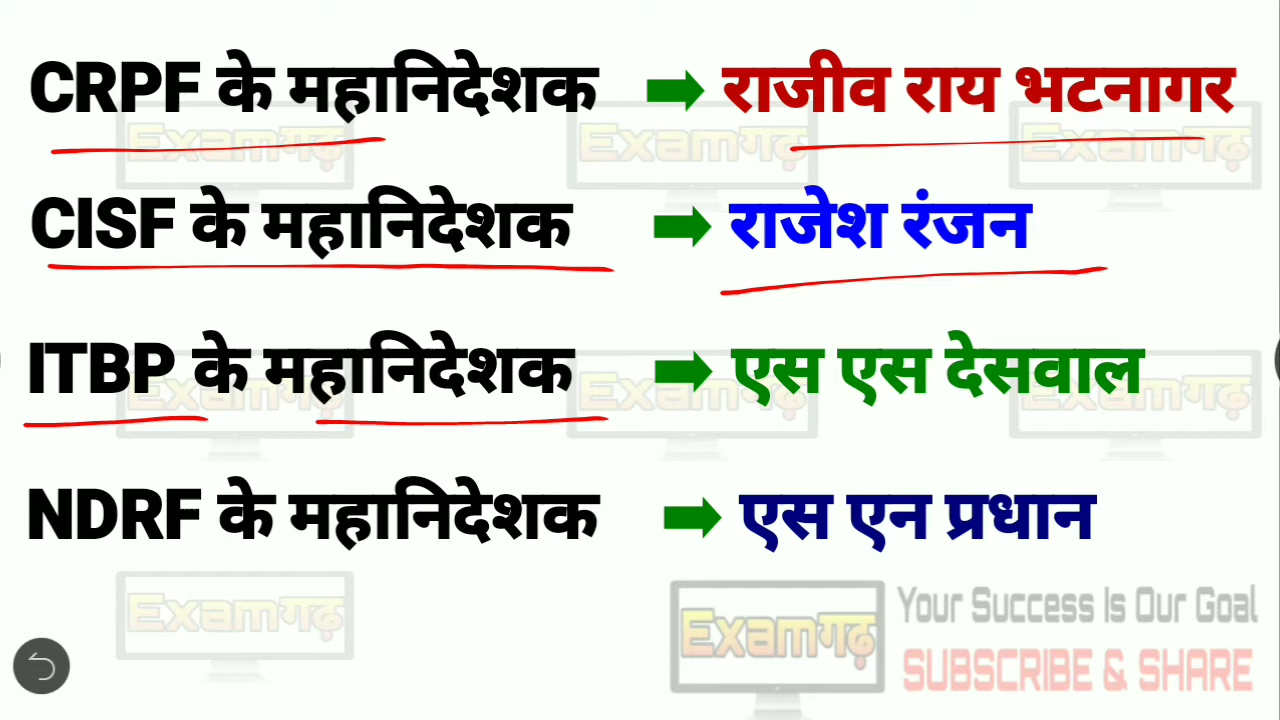 CRPF के महानिदेशक ➡ राजीव राय भटनागर
CISF के महानिदेशक ➡ राजेश रंजन
ITBP के महानिदेशक ➡ एस एस देसवाल
NDRF के महानिदेशक ➡ एस एन प्रधान
Examगढ़
Your Success Is Our Goal
SUBSCRIBE & SHARE